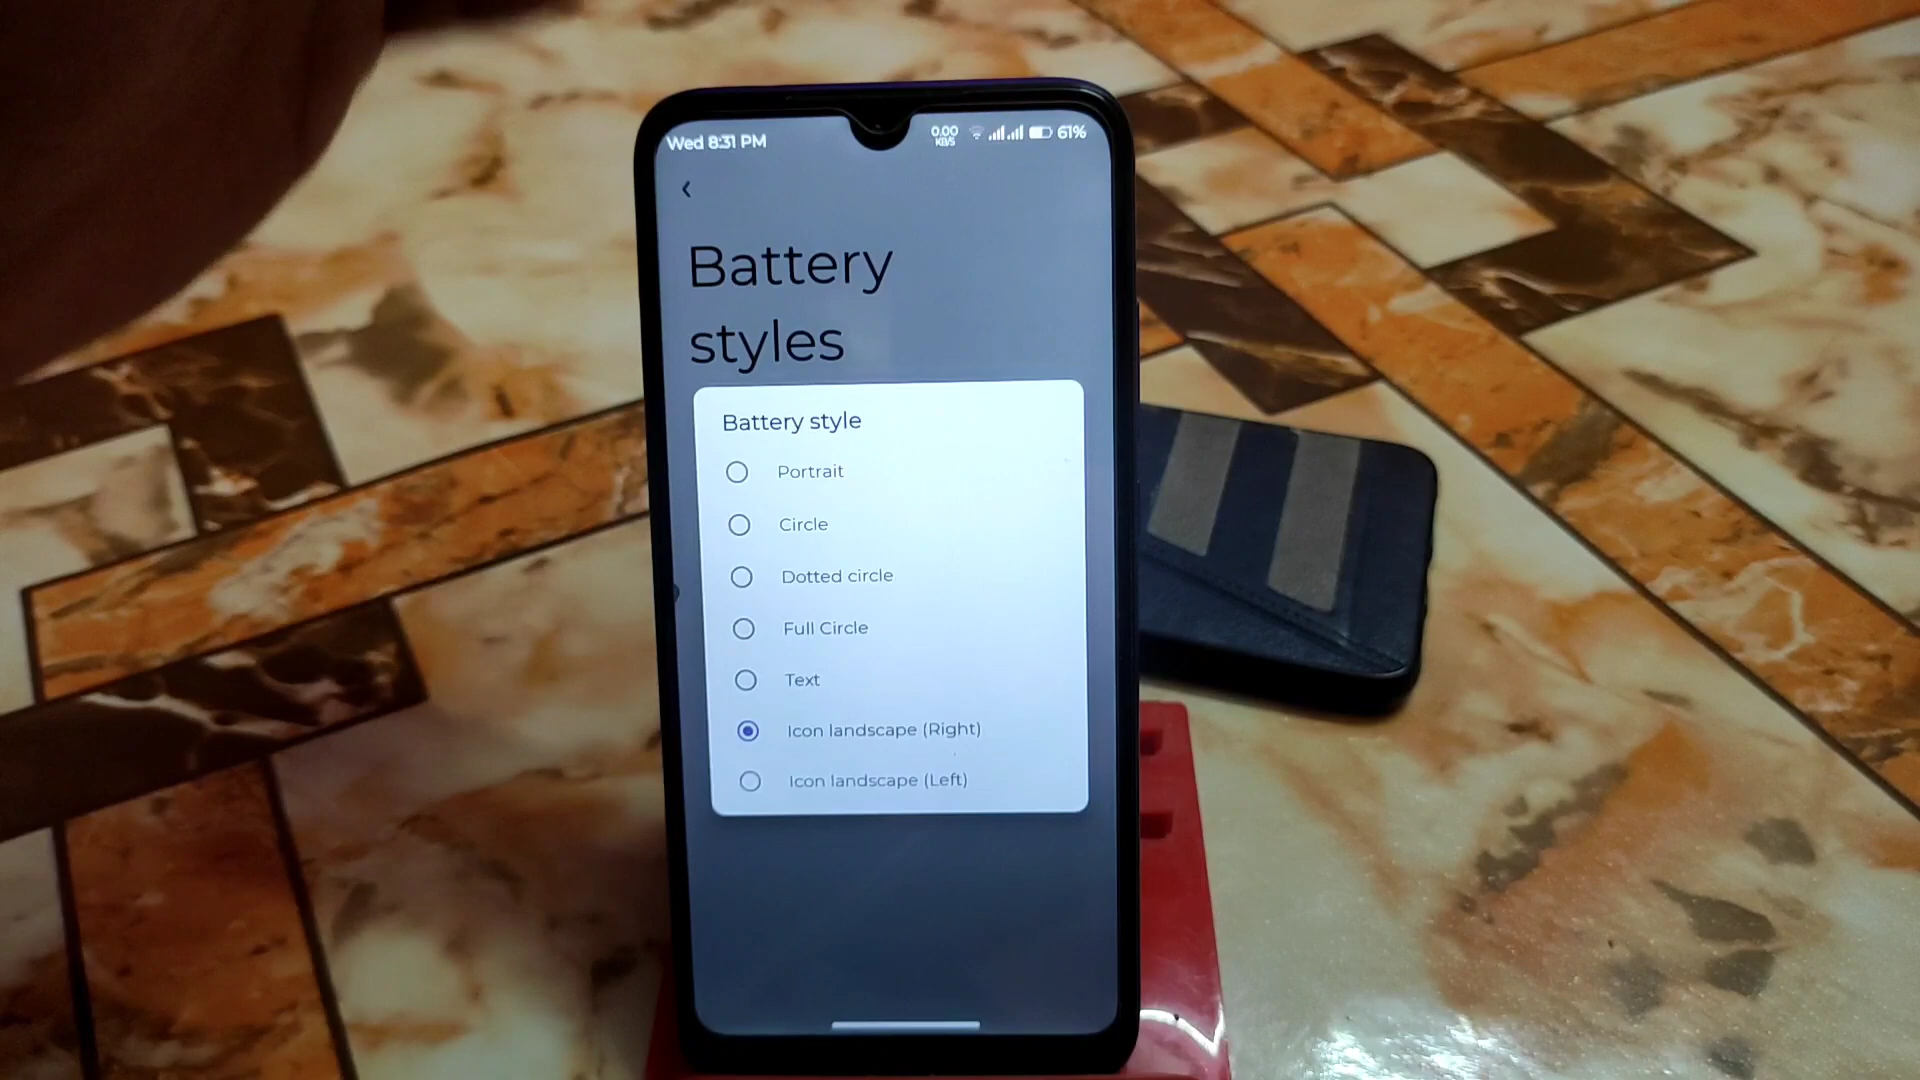 Wed 8:31 PM
0.00
KB/S
61%
Battery
styles
Battery style
Portrait
Circle
Dotted circle
Full Circle
Text
Icon landscape (Right)
Icon landscape (Left)